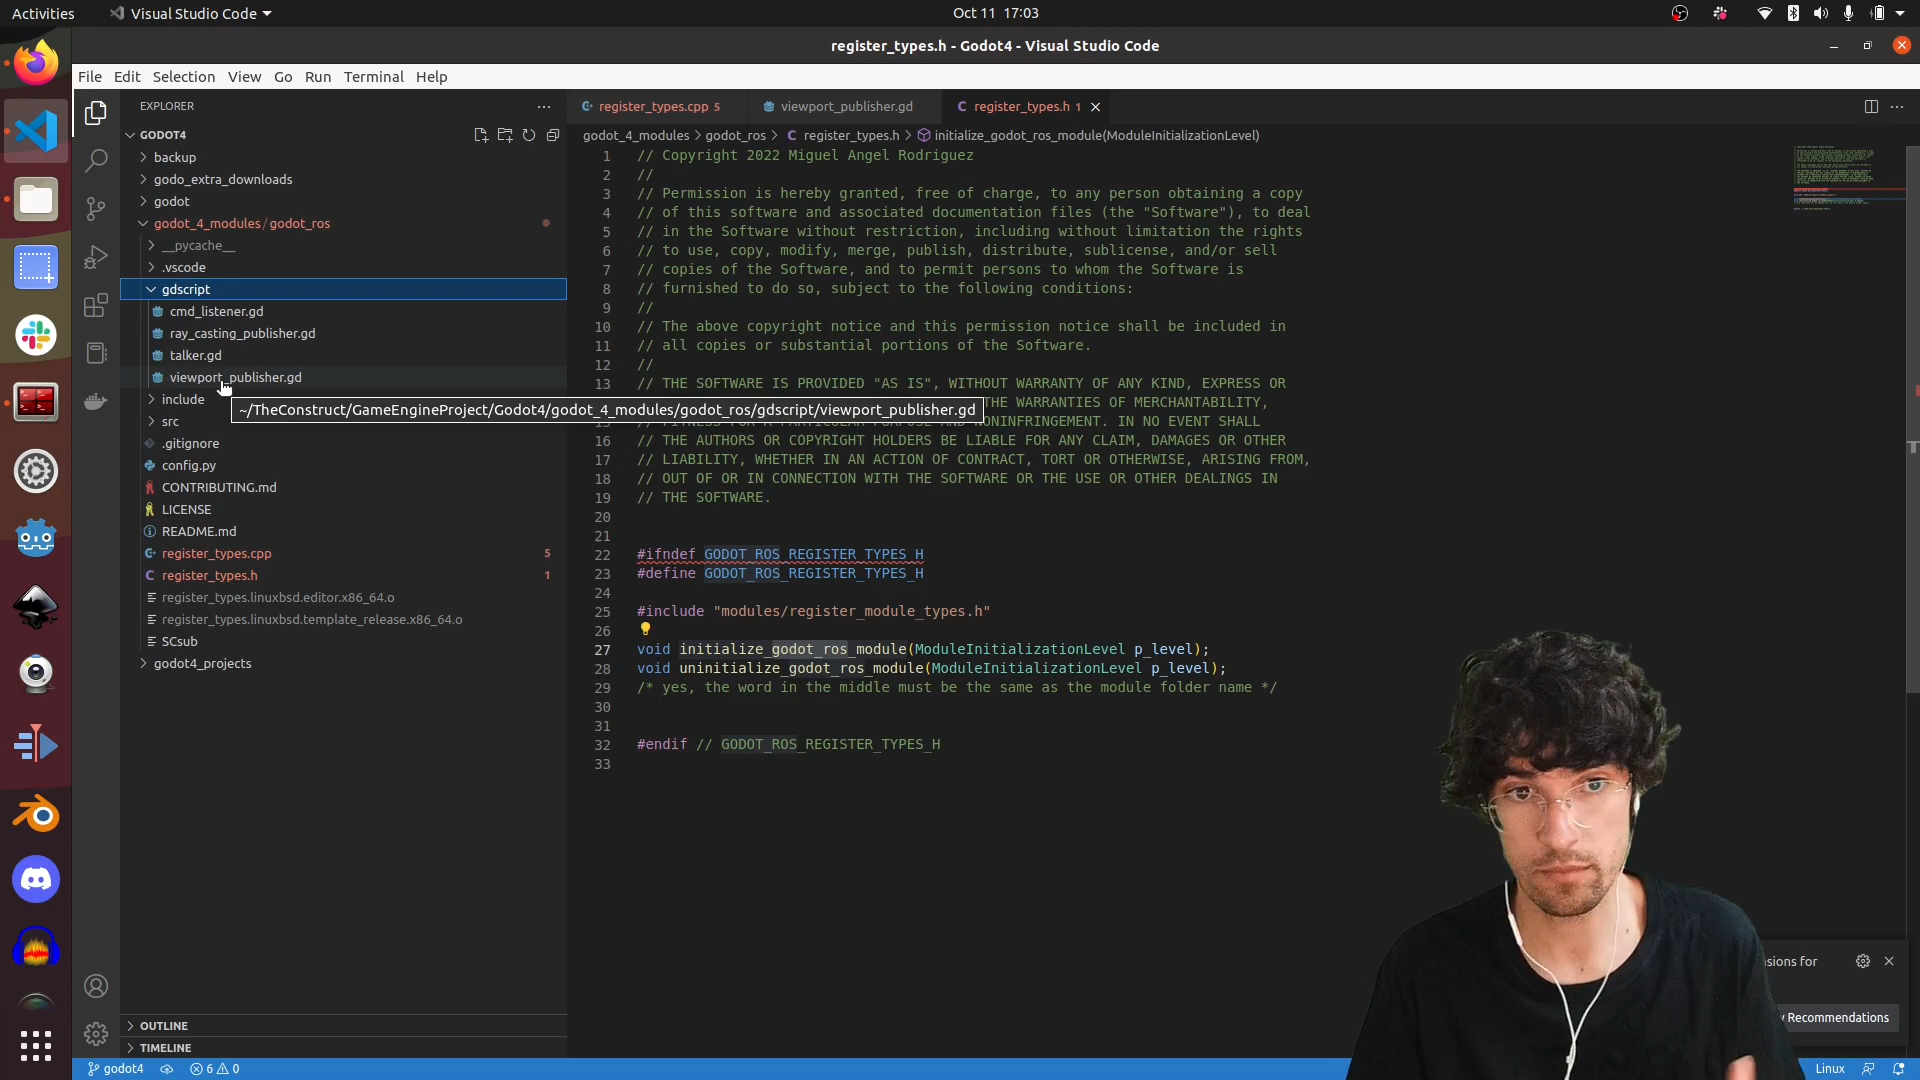 Activities
Visual Studio Code
Oct 11 17:03
register_types.h - Godot4 - Visual Studio Code
File Edit Selection View Go Run Terminal Help
EXPLORER
GODOT4
backup
godo_extra_downloads
godot
godot_4_modules / godot_ros
__pycache__
.vscode
gdscript
cmd_listener.gd
ray_casting_publisher.gd
talker.gd
viewport_publisher.gd
include
src
.gitignore
config.py
CONTRIBUTING.md
LICENSE
README.md
register_types.cpp 5
register_types.h 1
register_types.linuxbsd.editor.x86_64.o
register_types.linuxbsd.template_release.x86_64.o
SCsub
godot4_projects
OUTLINE
TIMELINE
~/TheConstruct/GameEngineProject/Godot4/godot_4_modules/godot_ros/gdscript/viewport_publisher.gd
register_types.cpp 5
viewport_publisher.gd
register_types.h 1
godot_4_modules > godot_ros > register_types.h > initialize_godot_ros_module(ModuleInitializationLevel)
1 // Copyright 2022 Miguel Angel Rodriguez
2 //
3 // Permission is hereby granted, free of charge, to any person obtaining a copy
4 // of this software and associated documentation files (the "Software"), to deal
5 // in the Software without restriction, including without limitation the rights
6 // to use, copy, modify, merge, publish, distribute, sublicense, and/or sell
7 // copies of the Software, and to permit persons to whom the Software is
8 // furnished to do so, subject to the following conditions:
9 //
10 // The above copyright notice and this permission notice shall be included in
11 // all copies or substantial portions of the Software.
12 //
13 // THE SOFTWARE IS PROVIDED "AS IS", WITHOUT WARRANTY OF ANY KIND, EXPRESS OR
THE WARRANTIES OF MERCHANTABILITY,
// FITNESS FOR A PARTICULAR PURPOSE AND NONINFRINGEMENT. IN NO EVENT SHALL
16 // THE AUTHORS OR COPYRIGHT HOLDERS BE LIABLE FOR ANY CLAIM, DAMAGES OR OTHER
17 // LIABILITY, WHETHER IN AN ACTION OF CONTRACT, TORT OR OTHERWISE, ARISING FROM,
18 // OUT OF OR IN CONNECTION WITH THE SOFTWARE OR THE USE OR OTHER DEALINGS IN
19 // THE SOFTWARE.
20
21
22 #ifndef GODOT_ROS_REGISTER_TYPES_H
23 #define GODOT_ROS_REGISTER_TYPES_H
24
25 #include "modules/register_module_types.h"
26
27 void initialize_godot_ros_module(ModuleInitializationLevel p_level);
28 void uninitialize_godot_ros_module(ModuleInitializationLevel p_level);
29 /* yes, the word in the middle must be the same as the module folder name */
30
31
32 #endif // GODOT_ROS_REGISTER_TYPES_H
33
for
Recommendations
godot4
6 0
Linux